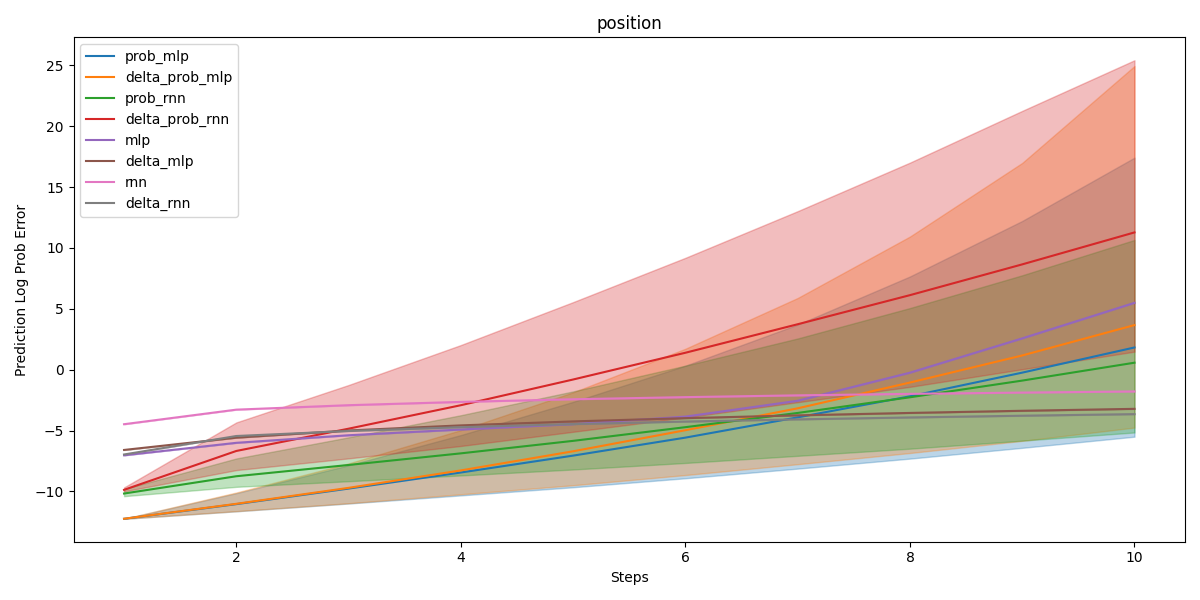 position
prob_mlp
delta_prob_mlp
prob_rnn
delta_prob_rnn
mlp
delta_mlp
rnn
delta_rnn
Prediction Log Prob Error
25
20
15
10
5
0
−5
−10
2
4
6
8
10
Steps